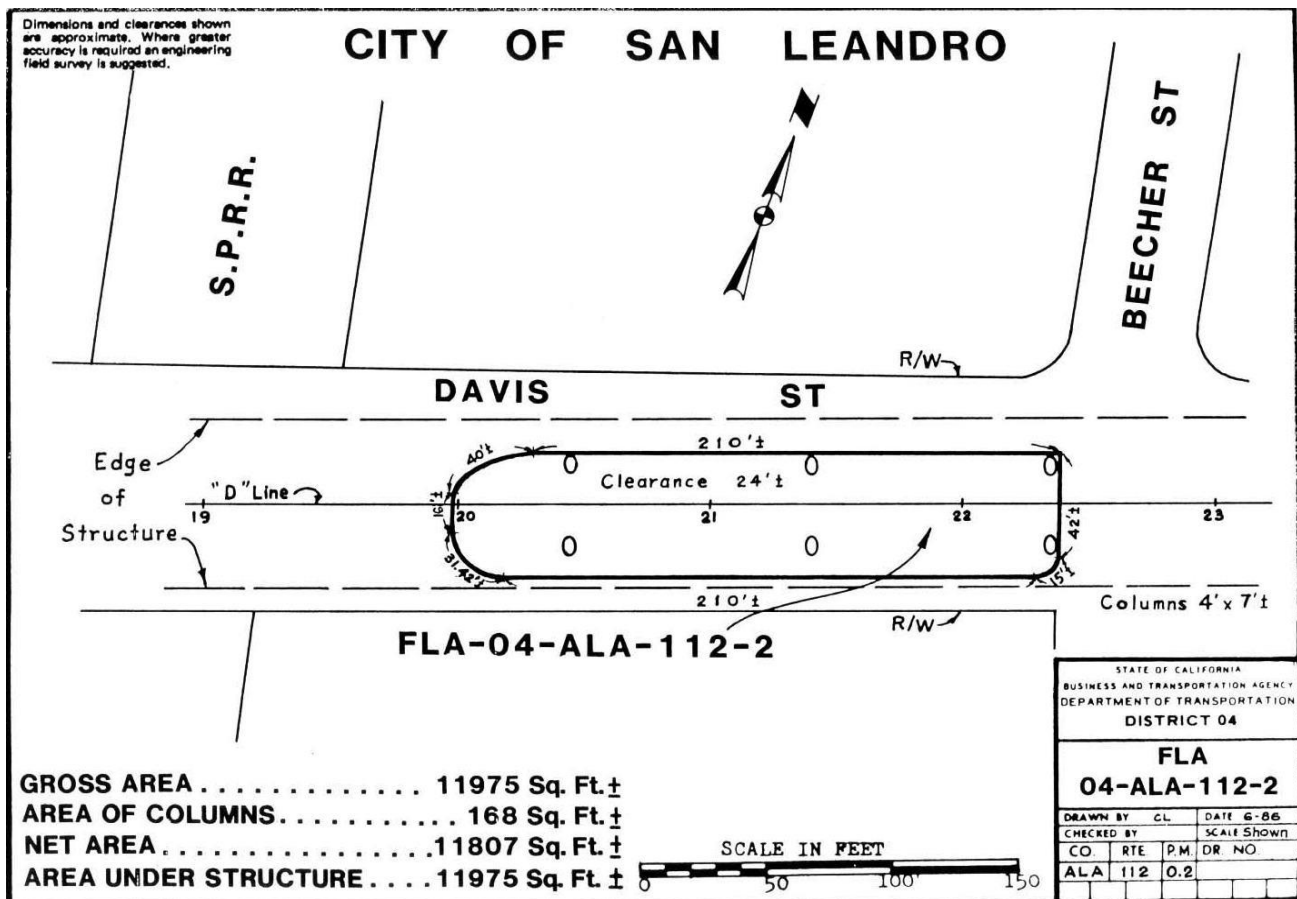 Dimensions and clearances shown
are approximate. Where greater
accuracy is required an engineering
field survey is suggested.
CITY OF SAN LEANDRO
S.P.R.R.
BEECHER ST
R/W
DAVIS ST
Edge
of
Structure
"D" Line
40'±
210'±
Clearance 24'±
16'±
19 20 21 22 23
42'±
31.42'±
15'±
210'±
Columns 4' x 7'±
R/W
FLA-04-ALA-112-2
GROSS AREA.............. 11975 Sq. Ft.±
AREA OF COLUMNS........... 168 Sq. Ft.±
NET AREA.................11807 Sq. Ft.±
AREA UNDER STRUCTURE....11975 Sq. Ft.±
SCALE IN FEET
0 50 100 150
STATE OF CALIFORNIA
BUSINESS AND TRANSPORTATION AGENCY
DEPARTMENT OF TRANSPORTATION
DISTRICT 04
FLA
04-ALA-112-2
DRAWN BY CL DATE 6-86
CHECKED BY SCALE Shown
CO. RTE P.M. DR. NO.
ALA 112 0.2